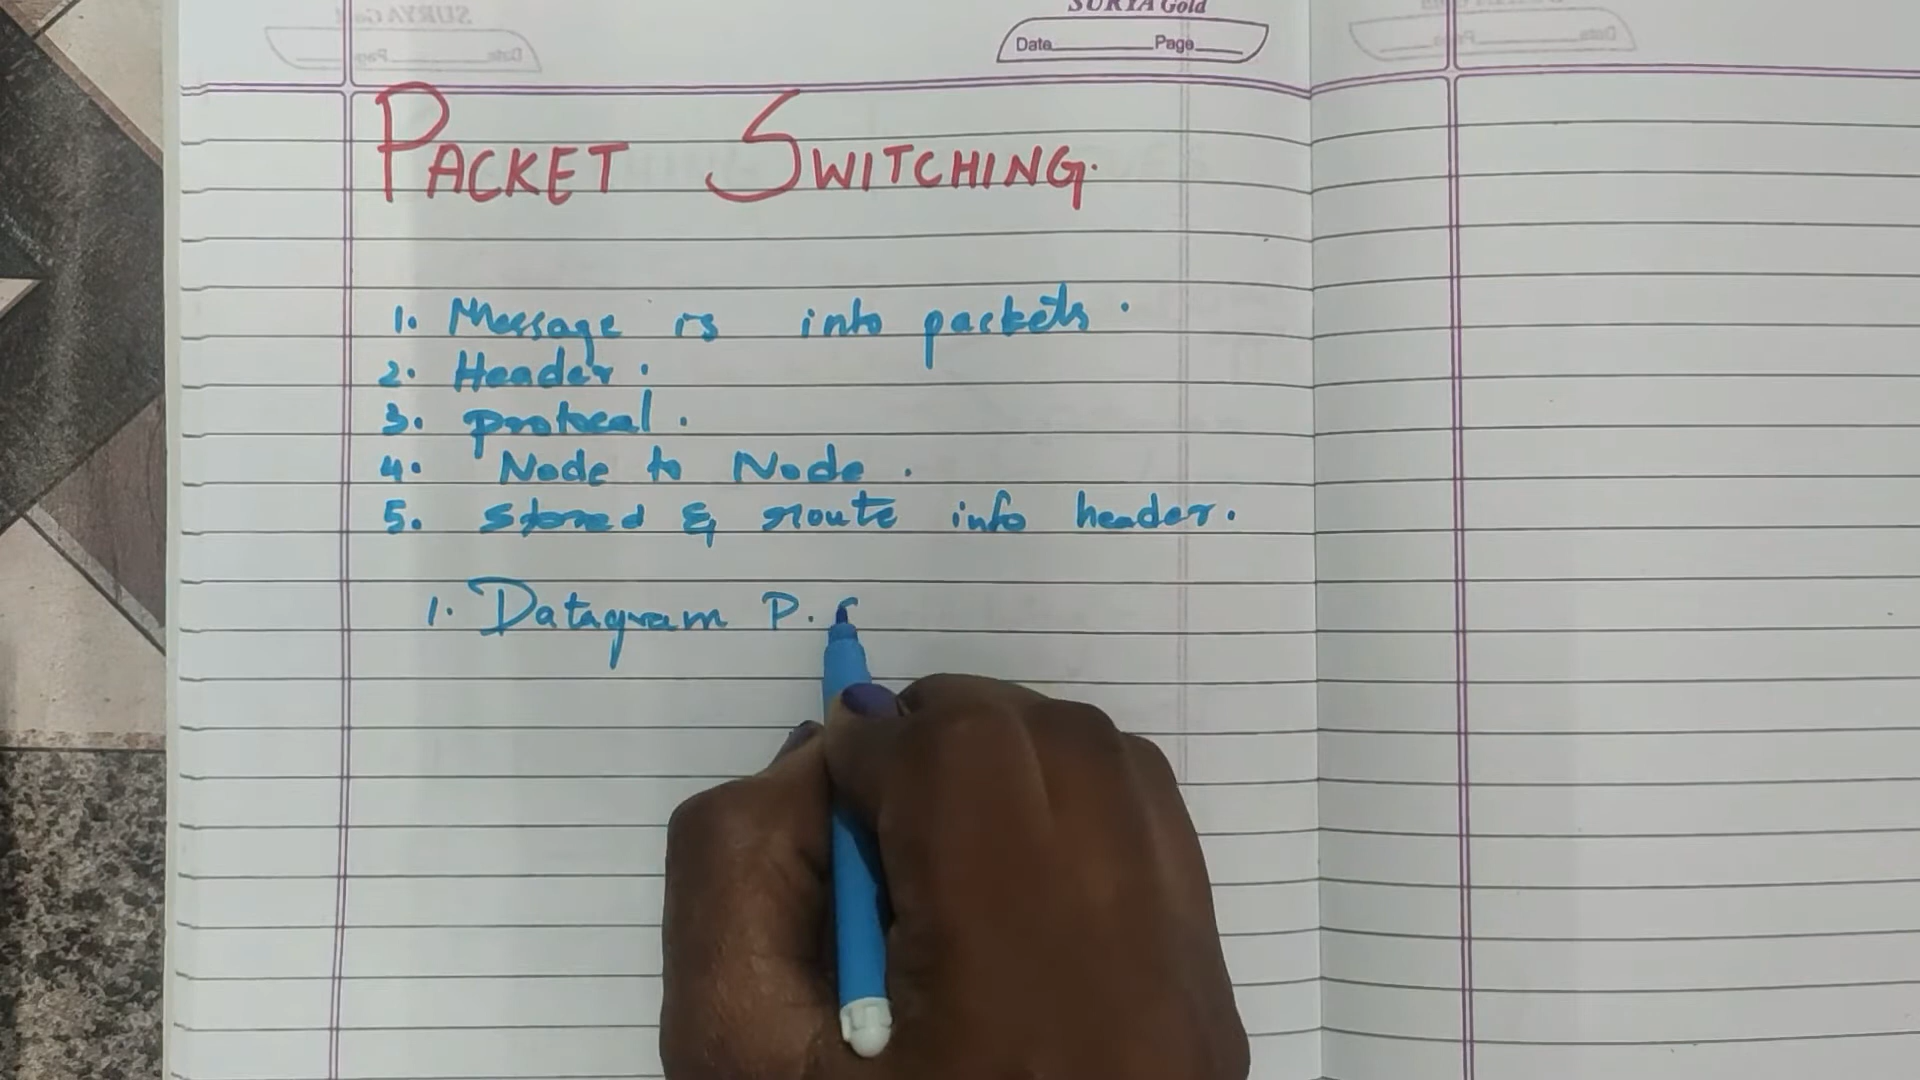 SURYA Gold
Date Page
PACKET SWITCHING.
1. Message is into packets.
2. Header.
3. protocal.
4. Node to Node.
5. Stored & route info header.
1. Datagram P.